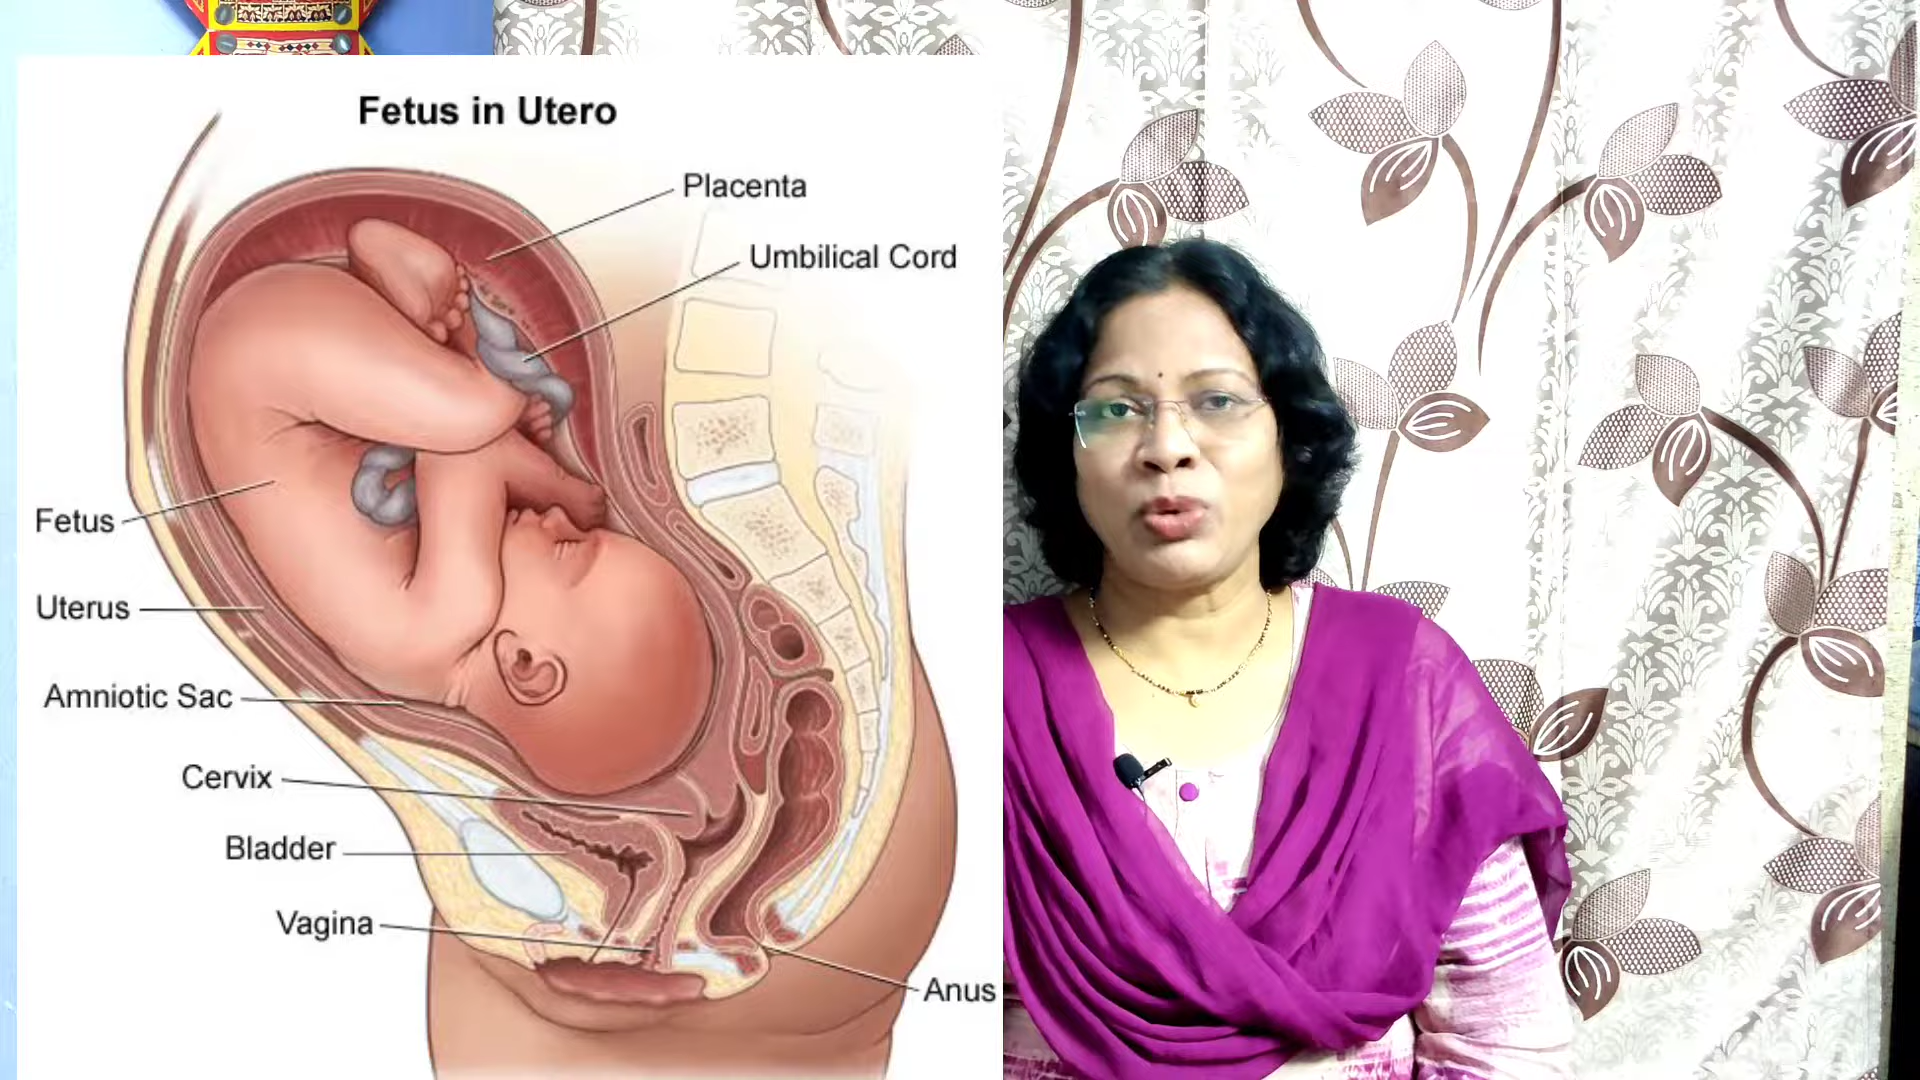 Fetus in Utero
Placenta
Umbilical Cord
Fetus
Uterus
Amniotic Sac
Cervix
Bladder
Vagina
Anus